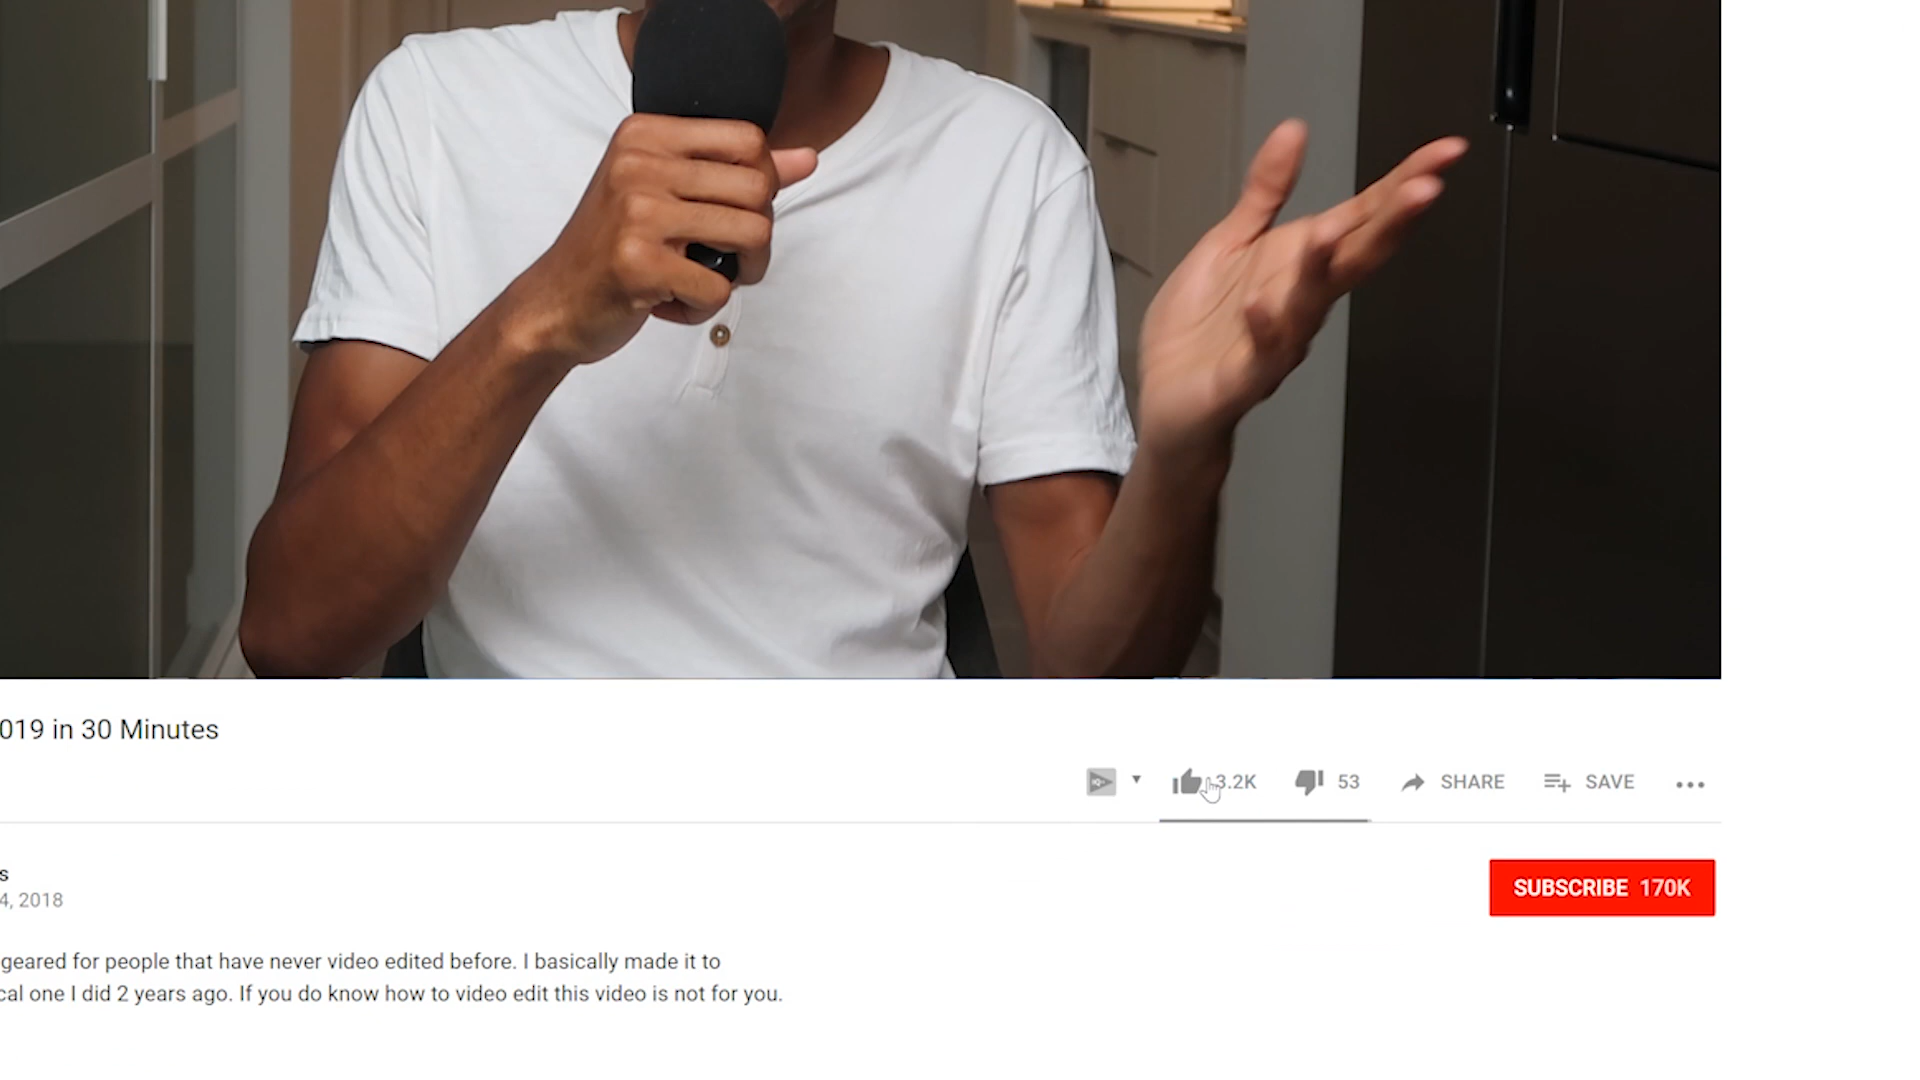 019 in 30 Minutes
3.2K 53 SHARE SAVE
s
4, 2018
SUBSCRIBE 170K
geared for people that have never video edited before. I basically made it to
cal one I did 2 years ago. If you do know how to video edit this video is not for you.